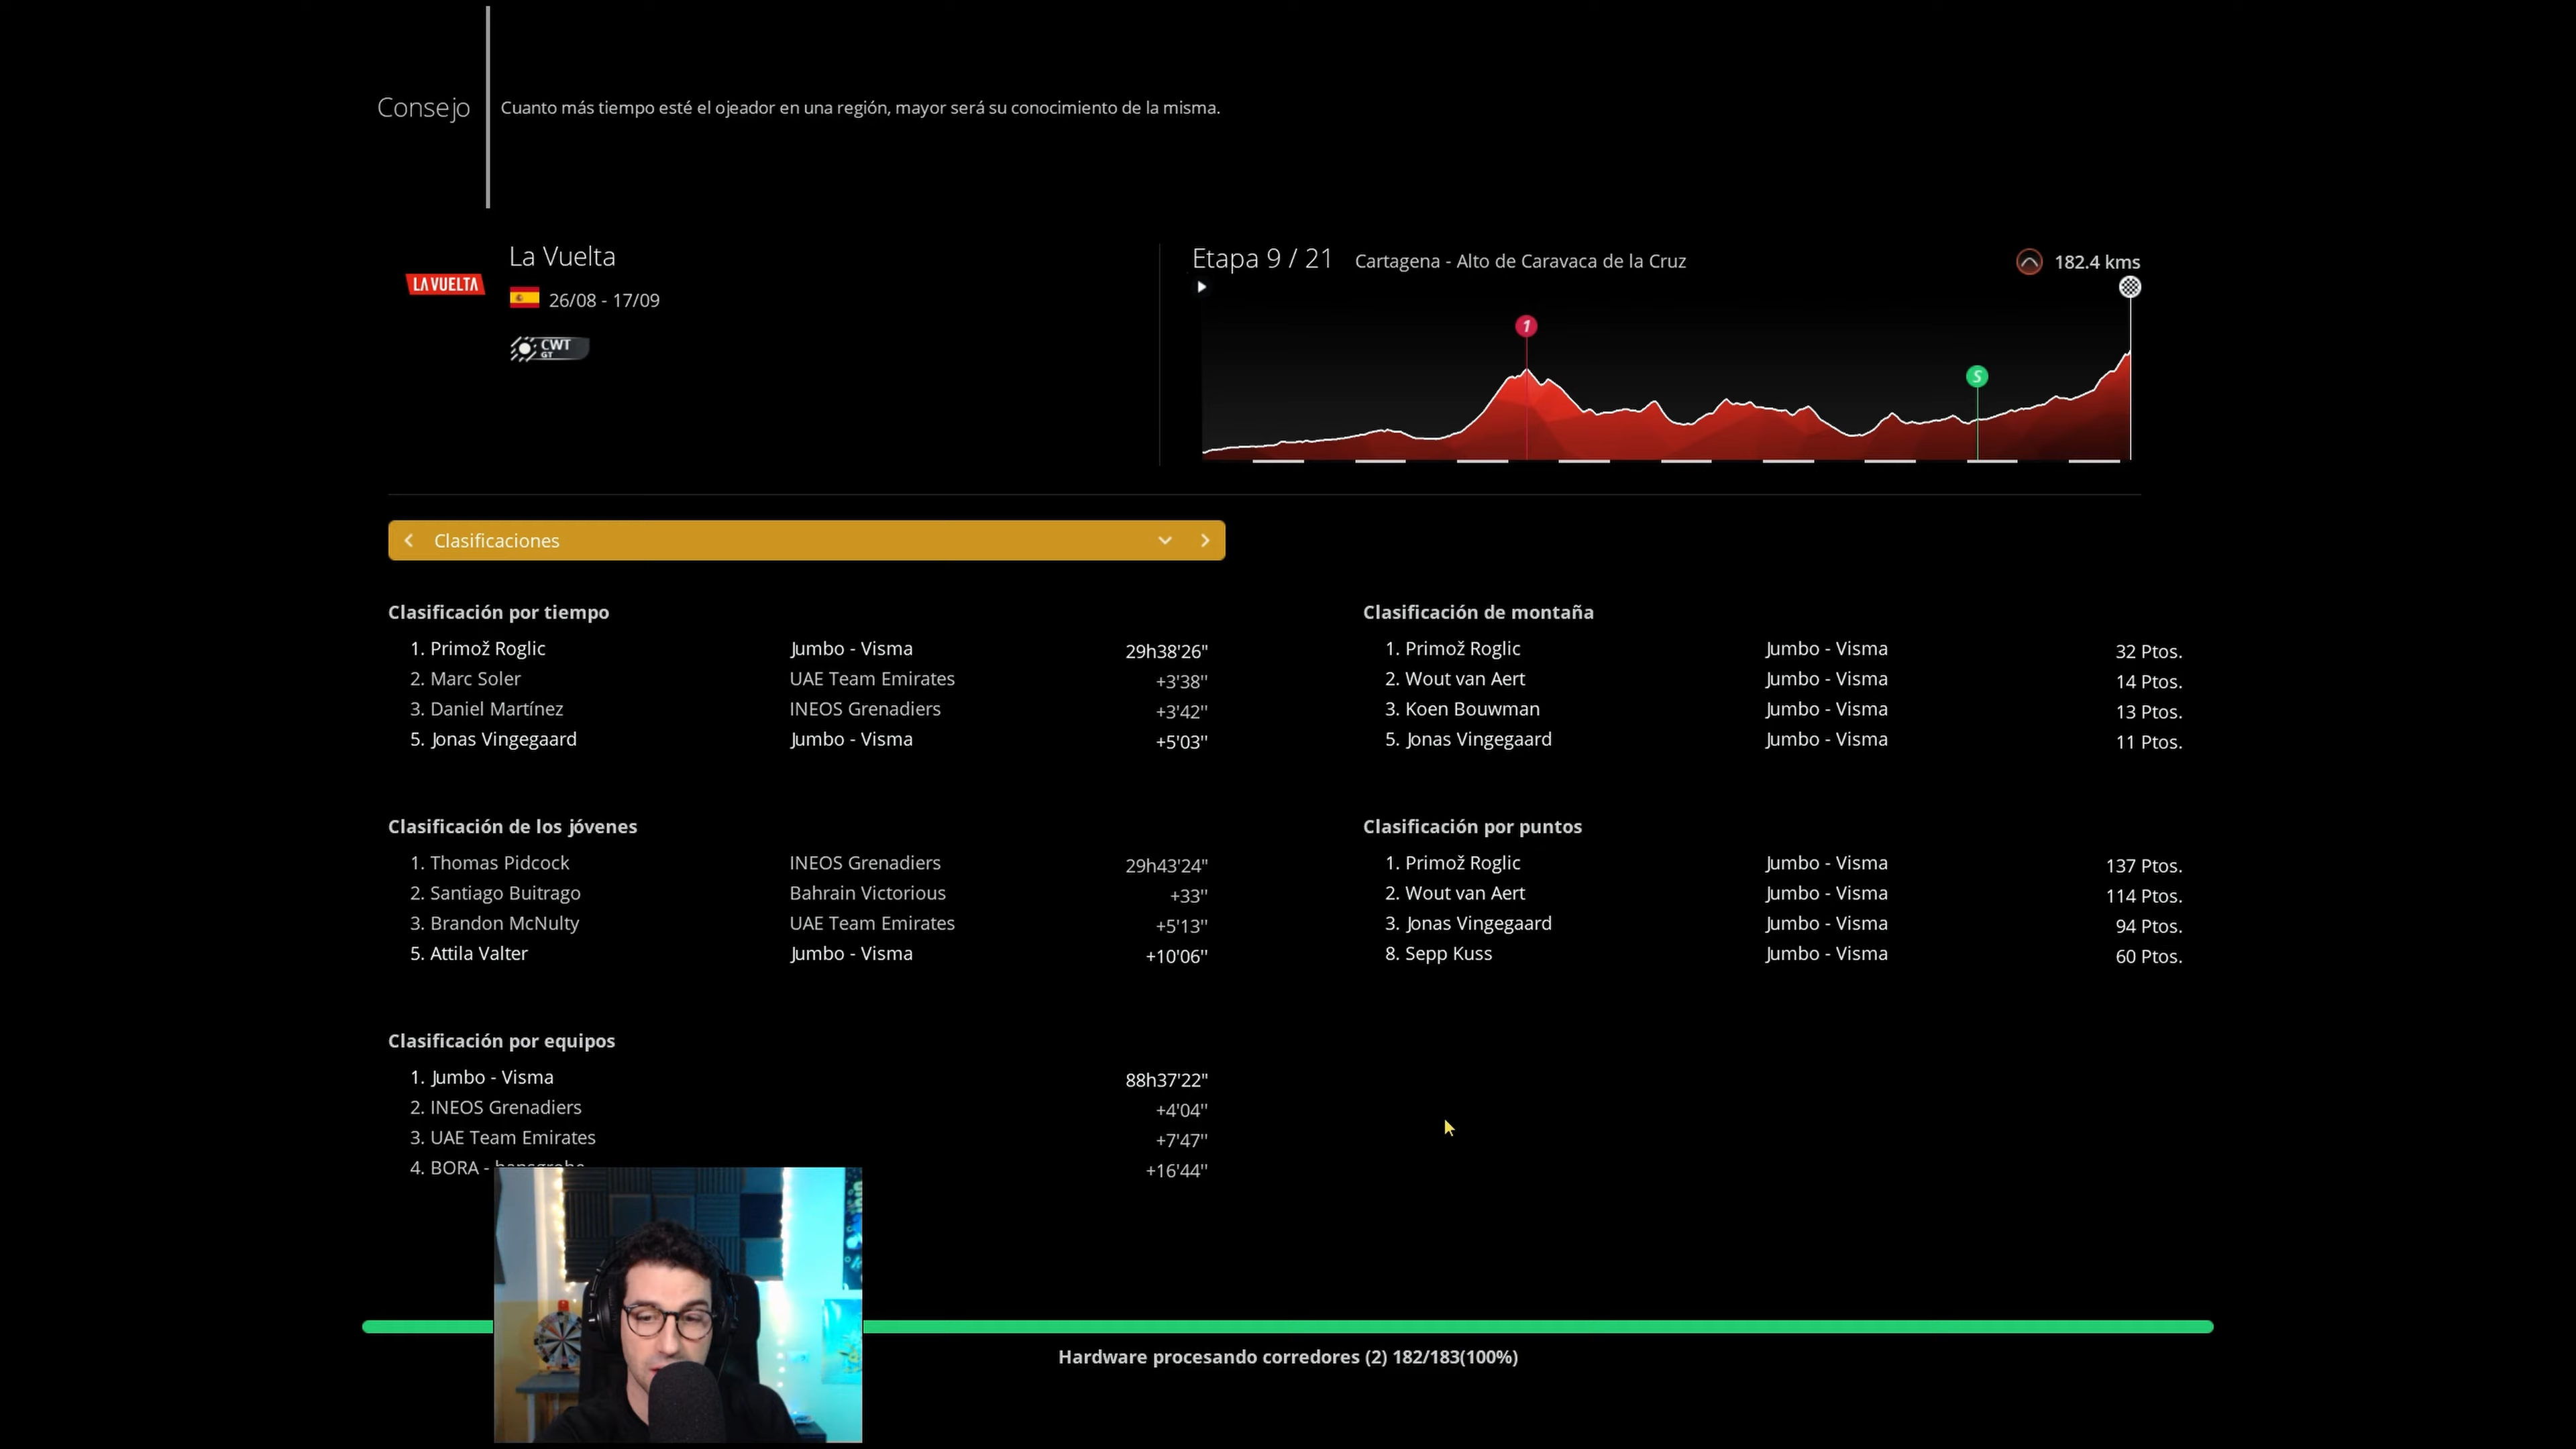 Consejo
Cuanto más tiempo esté el ojeador en una región, mayor será su conocimiento de la misma.
LA VUELTA
La Vuelta
26/08 - 17/09
CWT
GT
Etapa 9 / 21 Cartagena - Alto de Caravaca de la Cruz 182.4 kms
1
S
Clasificaciones
Clasificación por tiempo
1. Primož Roglic Jumbo - Visma 29h38'26"
2. Marc Soler UAE Team Emirates +3'38''
3. Daniel Martínez INEOS Grenadiers +3'42''
5. Jonas Vingegaard Jumbo - Visma +5'03''
Clasificación de montaña
1. Primož Roglic Jumbo - Visma 32 Ptos.
2. Wout van Aert Jumbo - Visma 14 Ptos.
3. Koen Bouwman Jumbo - Visma 13 Ptos.
5. Jonas Vingegaard Jumbo - Visma 11 Ptos.
Clasificación de los jóvenes
1. Thomas Pidcock INEOS Grenadiers 29h43'24"
2. Santiago Buitrago Bahrain Victorious +33''
3. Brandon McNulty UAE Team Emirates +5'13''
5. Attila Valter Jumbo - Visma +10'06''
Clasificación por puntos
1. Primož Roglic Jumbo - Visma 137 Ptos.
2. Wout van Aert Jumbo - Visma 114 Ptos.
3. Jonas Vingegaard Jumbo - Visma 94 Ptos.
8. Sepp Kuss Jumbo - Visma 60 Ptos.
Clasificación por equipos
1. Jumbo - Visma 88h37'22"
2. INEOS Grenadiers +4'04''
3. UAE Team Emirates +7'47''
4. BORA - +16'44''
Hardware procesando corredores (2) 182/183(100%)